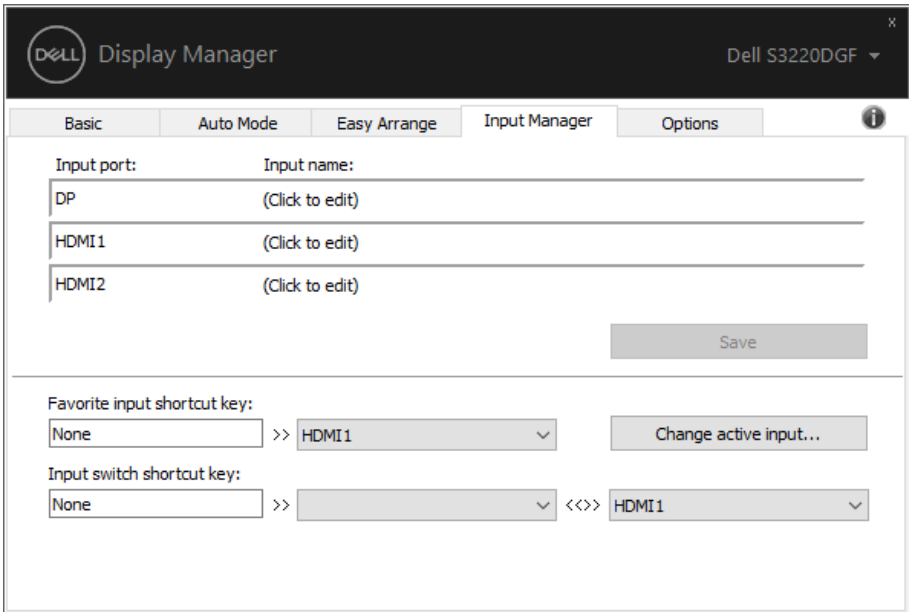 x
DELL Display Manager Dell S3220DGF
Basic Auto Mode Easy Arrange Input Manager Options i
Input port: Input name:
DP (Click to edit)
HDMI1 (Click to edit)
HDMI2 (Click to edit)
Save
Favorite input shortcut key:
None >> HDMI1 Change active input...
Input switch shortcut key:
None >> <<>> HDMI1